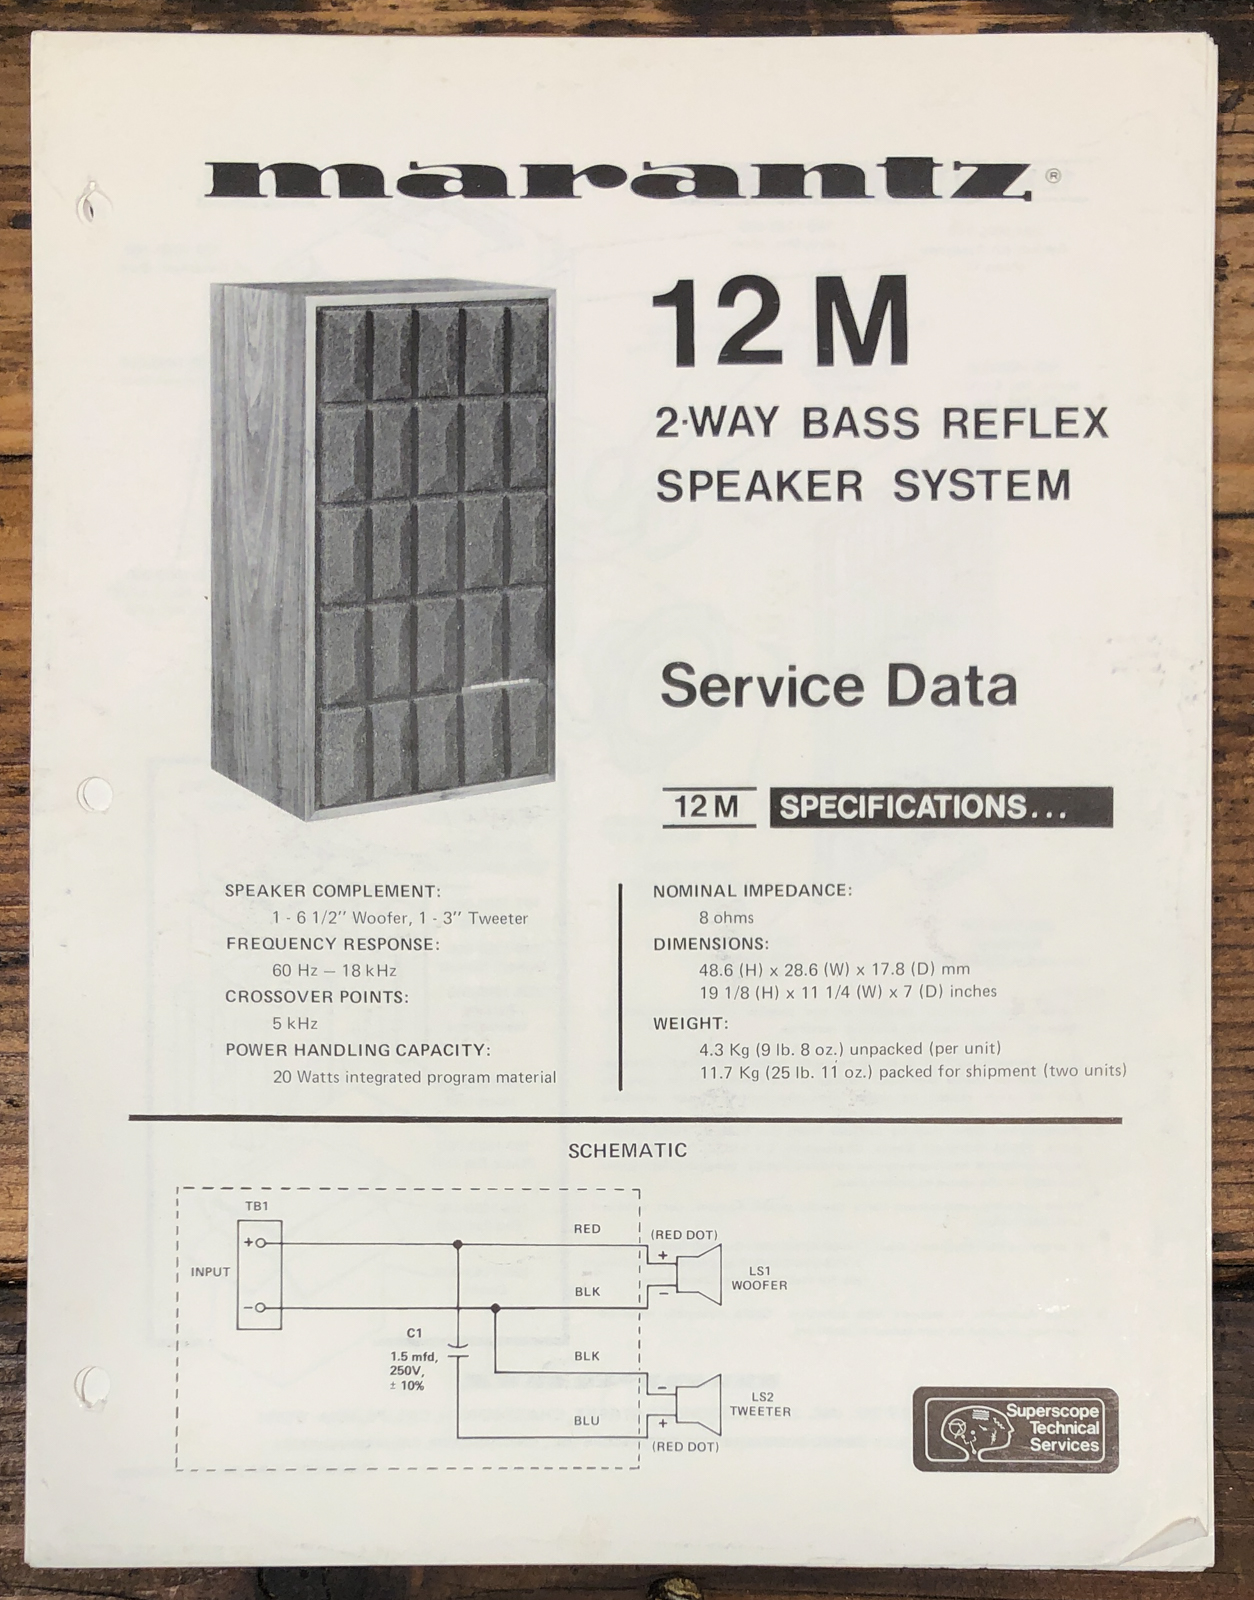 marantz®
12 M
2-WAY BASS REFLEX
SPEAKER SYSTEM
marantz
Service Data
12 M SPECIFICATIONS...
SPEAKER COMPLEMENT:
1 - 6 1/2" Woofer, 1 - 3" Tweeter
FREQUENCY RESPONSE:
60 Hz – 18 kHz
CROSSOVER POINTS:
5 kHz
POWER HANDLING CAPACITY:
20 Watts integrated program material
NOMINAL IMPEDANCE:
8 ohms
DIMENSIONS:
48.6 (H) x 28.6 (W) x 17.8 (D) mm
19 1/8 (H) x 11 1/4 (W) x 7 (D) inches
WEIGHT:
4.3 Kg (9 lb. 8 oz.) unpacked (per unit)
11.7 Kg (25 lb. 11 oz.) packed for shipment (two units)
SCHEMATIC
TB1
INPUT
+
−
RED
(RED DOT)
+
−
LS1
WOOFER
BLK
C1
1.5 mfd,
250V,
± 10%
BLK
−
LS2
TWEETER
BLU
+
(RED DOT)
Superscope
Technical
Services